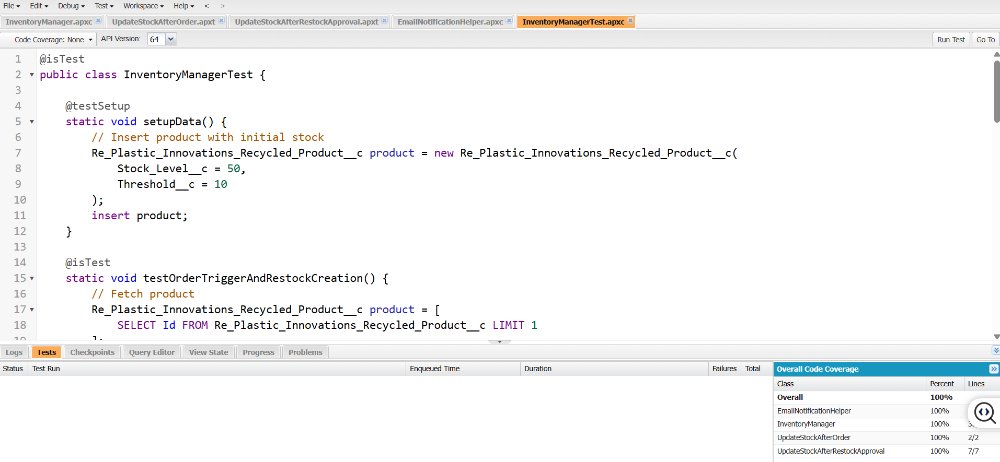 File Edit Debug Test Workspace Help < >
InventoryManager.apxc UpdateStockAfterOrder.apxt UpdateStockAfterRestockApproval.apxt EmailNotificationHelper.apxc InventoryManagerTest.apxc
Code Coverage: None API Version: 64 Run Test Go To
1 @isTest
2 public class InventoryManagerTest {
3
4 @testSetup
5 static void setupData() {
6 // Insert product with initial stock
7 Re_Plastic_Innovations_Recycled_Product__c product = new Re_Plastic_Innovations_Recycled_Product__c(
8 Stock_Level__c = 50,
9 Threshold__c = 10
10 );
11 insert product;
12 }
13
14 @isTest
15 static void testOrderTriggerAndRestockCreation() {
16 // Fetch product
17 Re_Plastic_Innovations_Recycled_Product__c product = [
18 SELECT Id FROM Re_Plastic_Innovations_Recycled_Product__c LIMIT 1
19 ];
Logs Tests Checkpoints Query Editor View State Progress Problems
Status Test Run Enqueued Time Duration Failures Total
Overall Code Coverage
Class Percent Lines
Overall 100%
EmailNotificationHelper 100%
InventoryManager 100%
UpdateStockAfterOrder 100% 2/2
UpdateStockAfterRestockApproval 100% 7/7